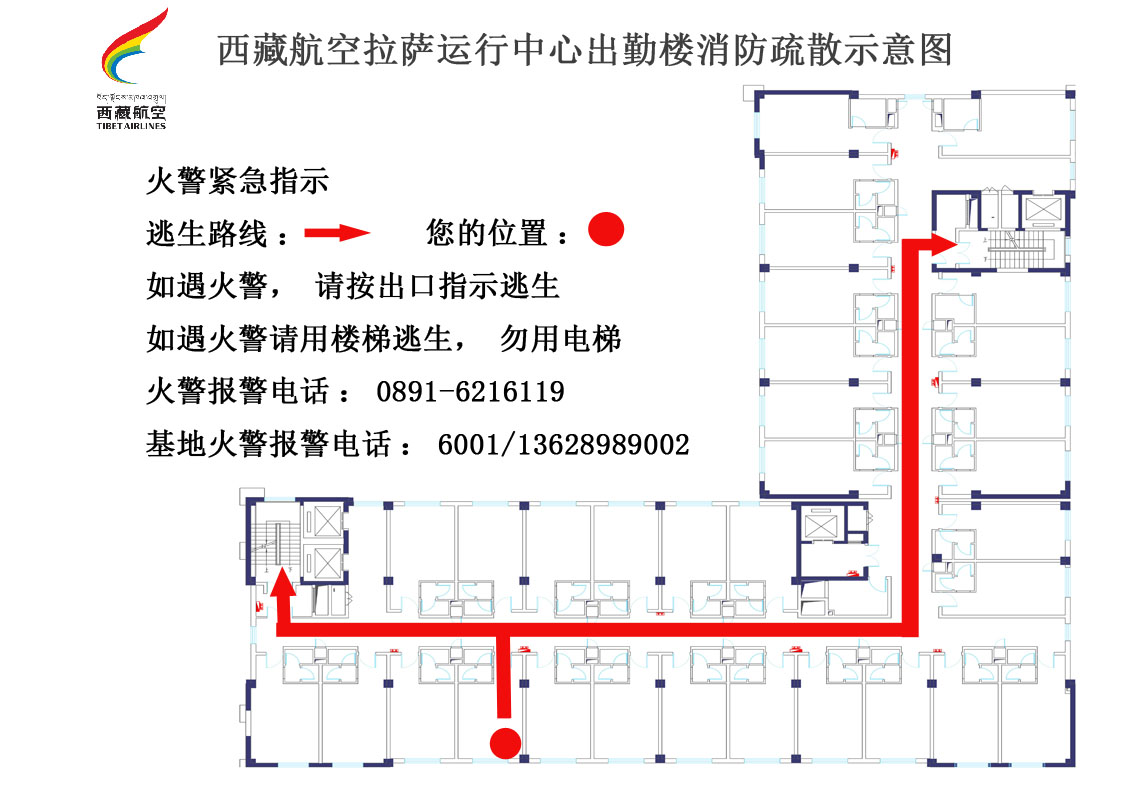 西藏航空拉萨运行中心出勤楼消防疏散示意图
西藏航空
TIBET AIRLINES
火警紧急指示
逃生路线： 您的位置：
如遇火警， 请按出口指示逃生
如遇火警请用楼梯逃生， 勿用电梯
火警报警电话： 0891-6216119
基地火警报警电话： 6001/13628989002
上
下
上
下